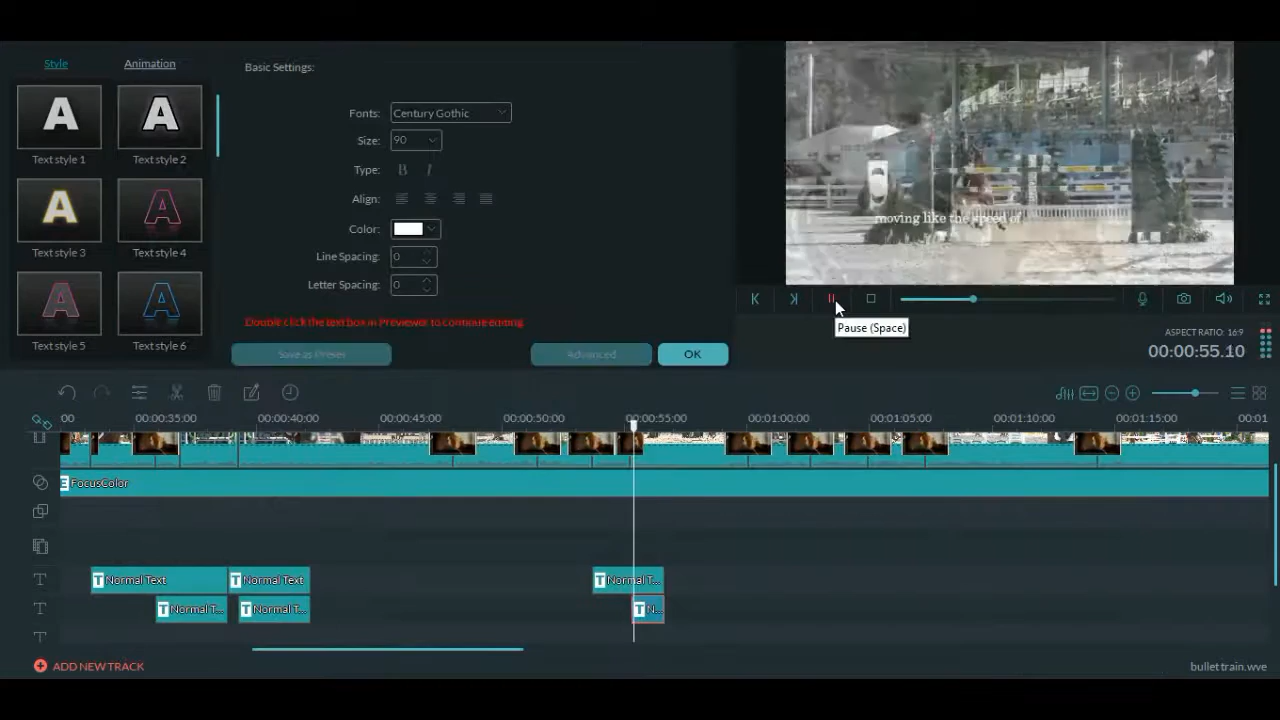 Style
Animation
A
A
Text style 1
Text style 2
A
A
Text style 3
Text style 4
A
A
Text style 5
Text style 6
Basic Settings:
Fonts: Century Gothic
Size: 90
Type: B I
Align:
Color:
Line Spacing: 0
Letter Spacing: 0
Double click the text box in Previewer to continue editing
Save as Preset
Advanced
OK
moving like the speed of
Pause (Space)
ASPECT RATIO: 16:9
00:00:55.10
:00 00:00:35:00 00:00:40:00 00:00:45:00 00:00:50:00 00:00:55:00 00:01:00:00 00:01:05:00 00:01:10:00 00:01:15:00 00:01
E FocusColor
T T Normal Text T Normal Text T Normal T...
T T Normal T... T Normal T... T N...
T
ADD NEW TRACK
bullet train.wve